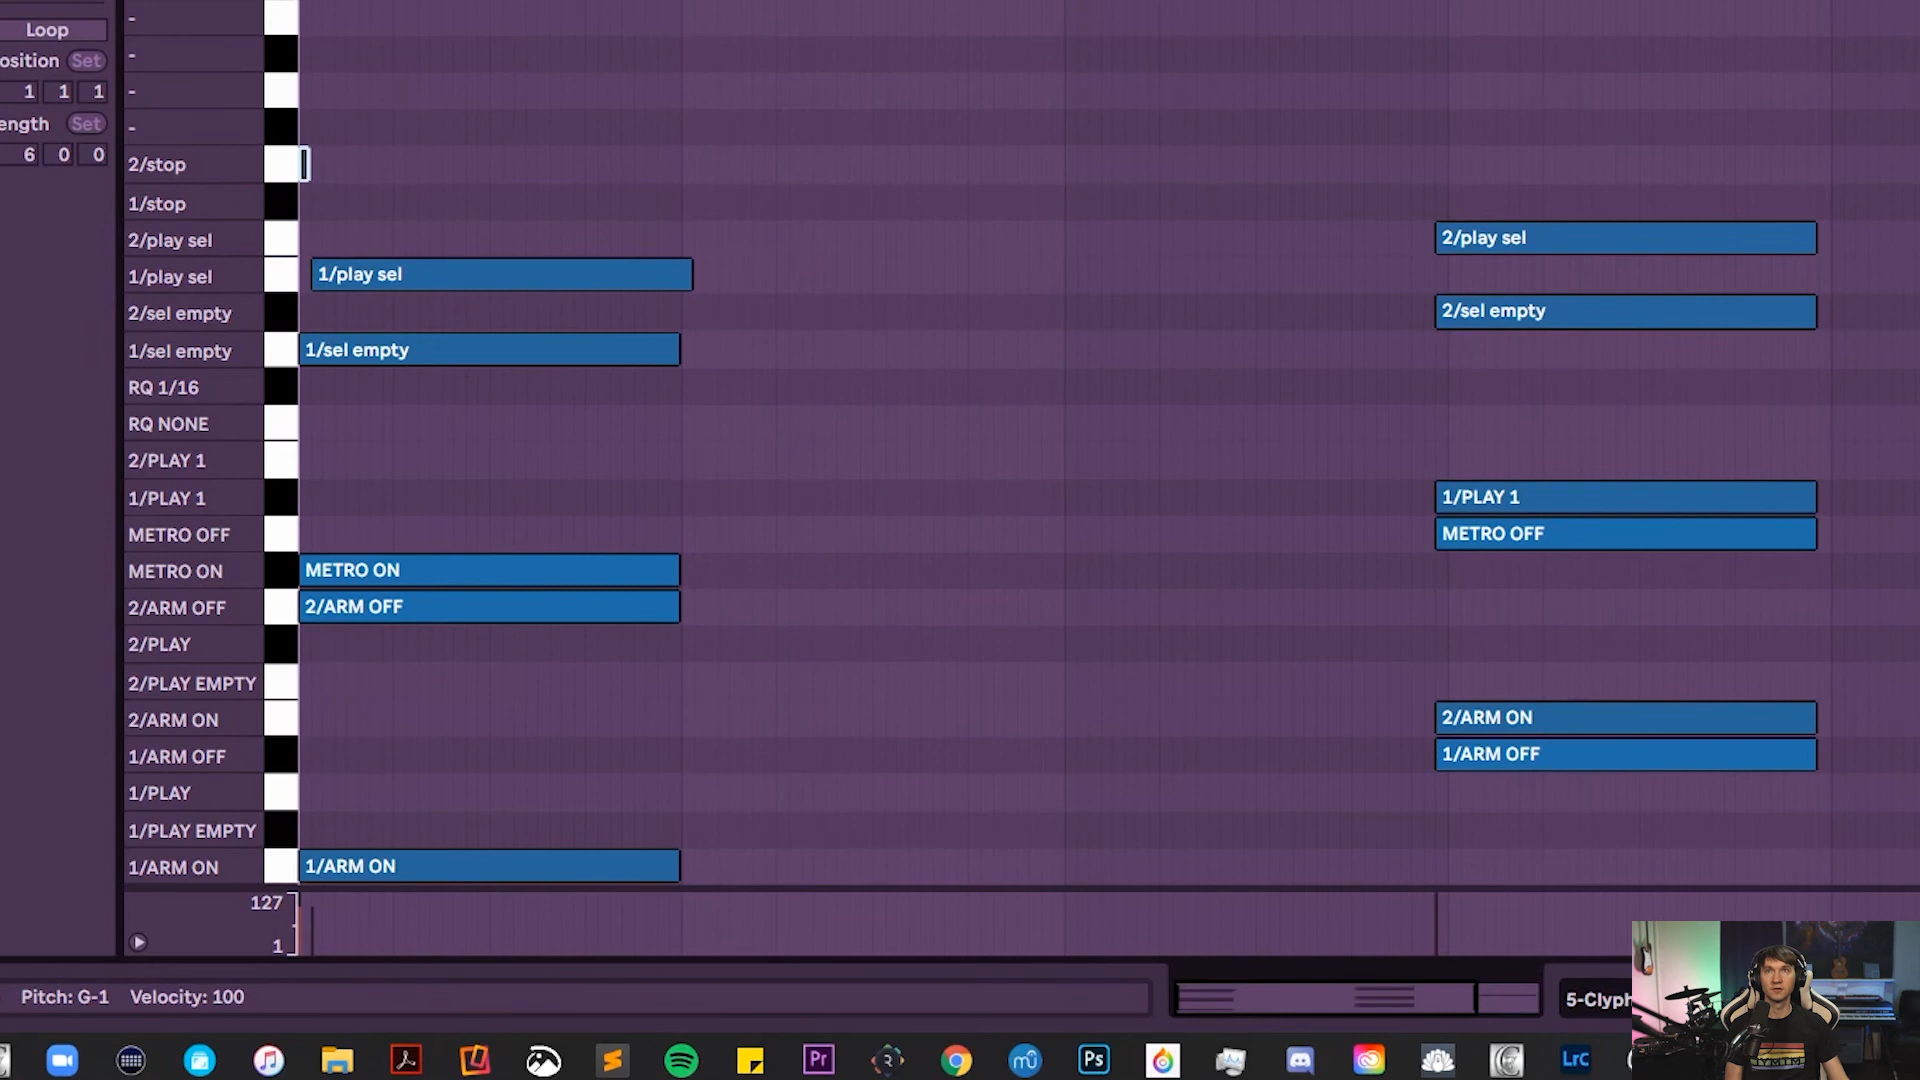 Loop
osition Set
1 1 1
ength Set
6 0 0
-
-
-
-
2/stop
1/stop
2/play sel
1/play sel
2/sel empty
1/sel empty
RQ 1/16
RQ NONE
2/PLAY 1
1/PLAY 1
METRO OFF
METRO ON
2/ARM OFF
2/PLAY
2/PLAY EMPTY
2/ARM ON
1/ARM OFF
1/PLAY
1/PLAY EMPTY
1/ARM ON
1/play sel
1/sel empty
METRO ON
2/ARM OFF
1/ARM ON
2/play sel
2/sel empty
1/PLAY 1
METRO OFF
2/ARM ON
1/ARM OFF
127
1
Pitch: G-1 Velocity: 100
5-Clyph
Pr
Ps
LrC